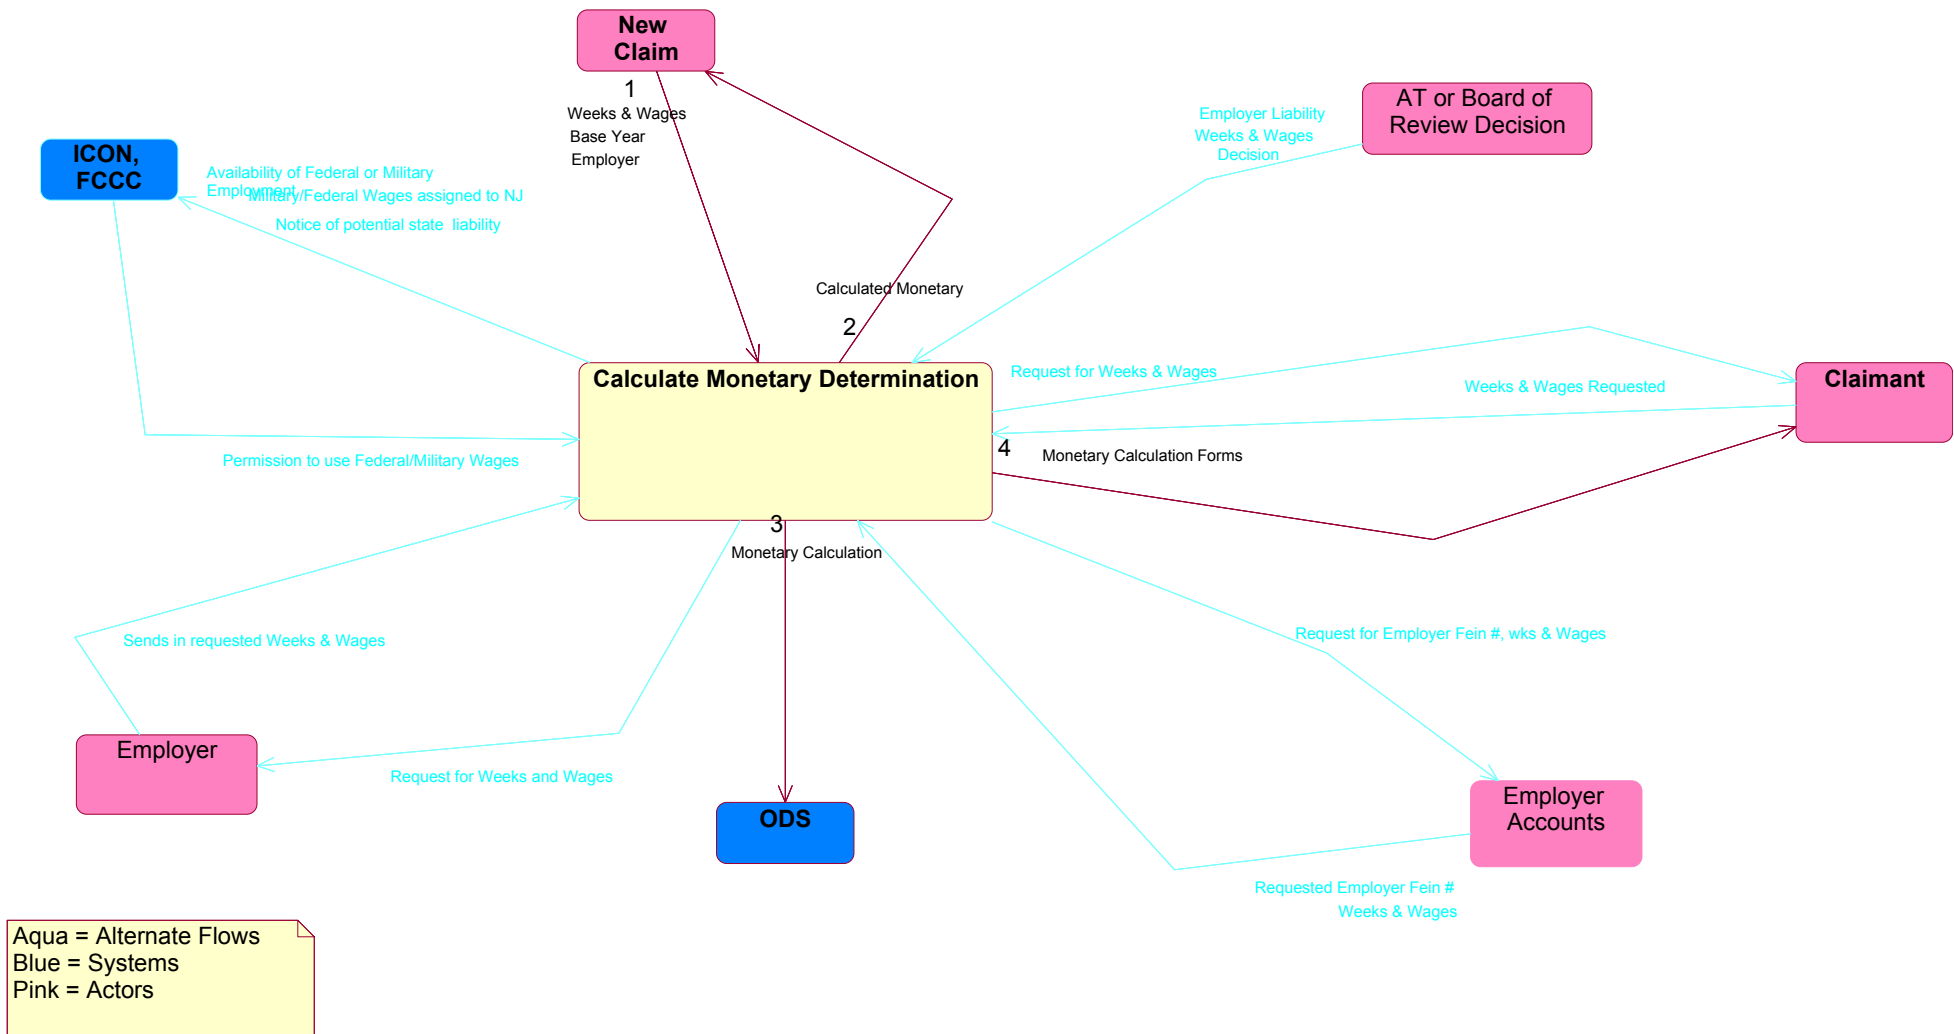 New
Claim
1
Weeks & Wages
Base Year
Employer
AT or Board of
Review Decision
Employer Liability
Weeks & Wages
Decision
ICON,
FCCC
Availability of Federal or Military
Employment
Military/Federal Wages assigned to NJ
Notice of potential state liability
Calculated Monetary
2
Calculate Monetary Determination
Request for Weeks & Wages
Weeks & Wages Requested
Claimant
4
Monetary Calculation Forms
Permission to use Federal/Military Wages
3
Monetary Calculation
Sends in requested Weeks & Wages
Request for Employer Fein #, wks & Wages
Employer
Request for Weeks and Wages
ODS
Employer
Accounts
Requested Employer Fein #
Weeks & Wages
Aqua = Alternate Flows
Blue = Systems
Pink = Actors